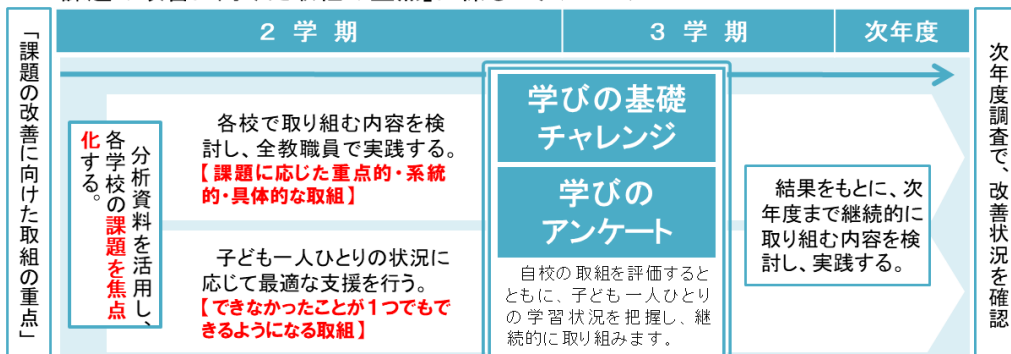 「課題の改善に向けた取組の重点」
2 学 期
3 学 期
次年度
分析資料を活用し、
各学校の課題を焦点
化する。
各校で取り組む内容を検
討し、全教職員で実践する。
【課題に応じた重点的・系統
的・具体的な取組】
子ども一人ひとりの状況に
応じて最適な支援を行う。
【できなかったことが１つでもで
きるようになる取組】
学びの基礎
チャレンジ
学びの
アンケート
自校の取組を評価すると
ともに、子ども一人ひとり
の学習状況を把握し、継
続的に取り組みます。
結果をもとに、次
年度まで継続的に
取り組む内容を検
討し、実践する。
次年度調査で、改善状況を確認